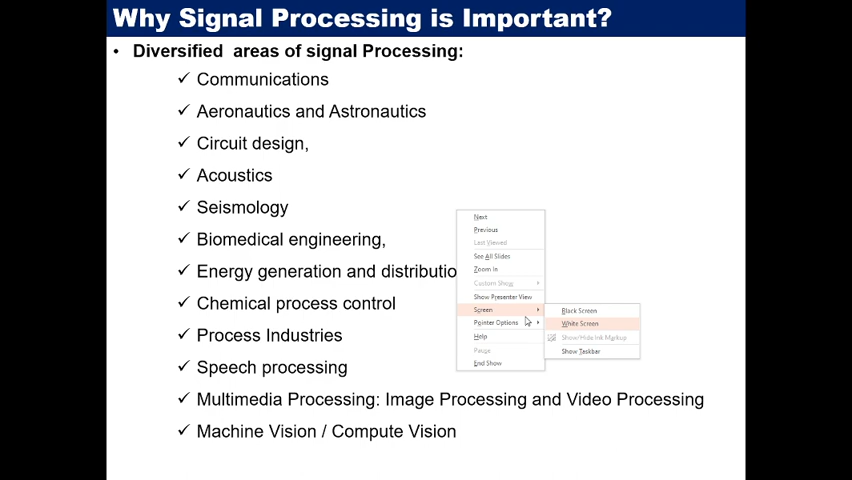 Why Signal Processing is Important?
• Diversified areas of signal Processing:
✓ Communications
✓ Aeronautics and Astronautics
✓ Circuit design,
✓ Acoustics
✓ Seismology
✓ Biomedical engineering,
✓ Energy generation and distributio
✓ Chemical process control
✓ Process Industries
✓ Speech processing
✓ Multimedia Processing: Image Processing and Video Processing
✓ Machine Vision / Compute Vision
Next
Previous
Last Viewed
See All Slides
Zoom In
Custom Show
Show Presenter View
Screen
Pointer Options
Help
Pause
End Show
Black Screen
White Screen
Show/Hide Ink Markup
Show Taskbar